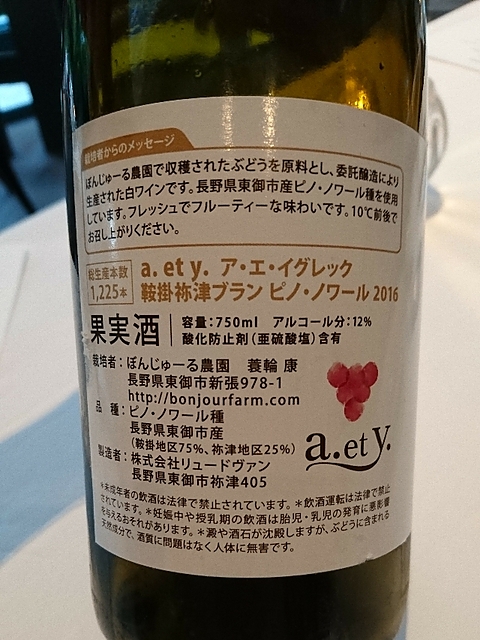 栽培者からのメッセージ
ぼんじゅーる農園で収穫されたぶどうを原料とし、委託醸造により
生産された白ワインです。長野県東御市産ピノ・ノワール種を使用
しています。フレッシュでフルーティーな味わいです。10℃前後で
お召し上がりください。
総生産本数
1,225本
a. et y. ア・エ・イグレック
鞍掛祢津ブラン ピノ・ノワール 2016
果実酒
容量：750ml アルコール分：12%
酸化防止剤（亜硫酸塩）含有
栽培者：ぼんじゅーる農園 蓑輪 康
長野県東御市新張978-1
http://bonjourfarm.com
品 種：ピノ・ノワール種
長野県東御市産
（鞍掛地区75%、祢津地区25%）
製造者：株式会社リュードヴァン
長野県東御市祢津405
a. et y.
＊未成年者の飲酒は法律で禁止されています。＊飲酒運転は法律で禁止
されています。＊妊娠中や授乳期の飲酒は胎児・乳児の発育に悪影響
を与えるおそれがあります。＊澱や酒石が沈殿しますが、ぶどうに含まれる
天然成分で、酒質に問題はなく人体に無害です。